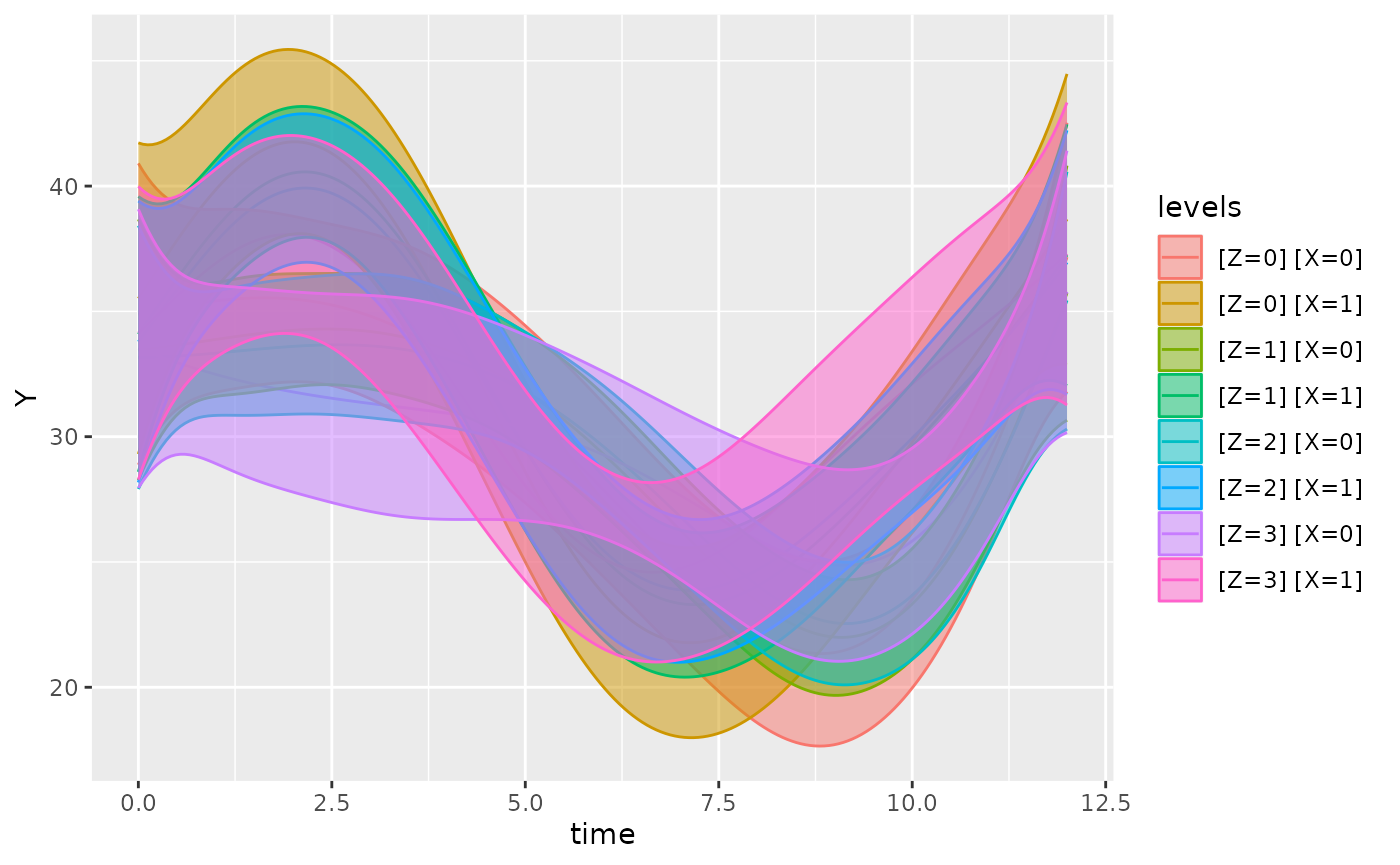 40
30
20
Y
0.0 2.5 5.0 7.5 10.0 12.5
time
levels
[Z=0] [X=0]
[Z=0] [X=1]
[Z=1] [X=0]
[Z=1] [X=1]
[Z=2] [X=0]
[Z=2] [X=1]
[Z=3] [X=0]
[Z=3] [X=1]